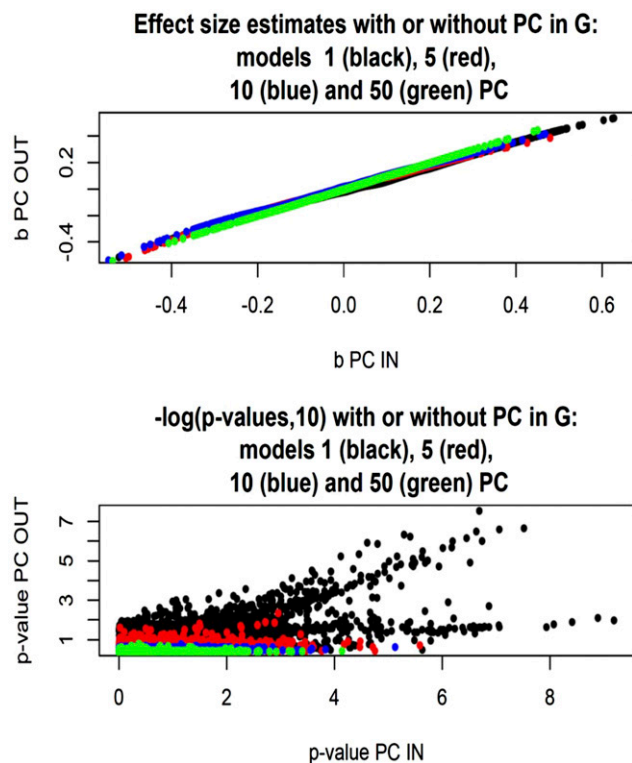 Effect size estimates with or without PC in G:
models 1 (black), 5 (red),
10 (blue) and 50 (green) PC
b PC OUT
0.2
-0.4
-0.4 -0.2 0.0 0.2 0.4 0.6
b PC IN
-log(p-values,10) with or without PC in G:
models 1 (black), 5 (red),
10 (blue) and 50 (green) PC
p-value PC OUT
7
5
3
1
0 2 4 6 8
p-value PC IN